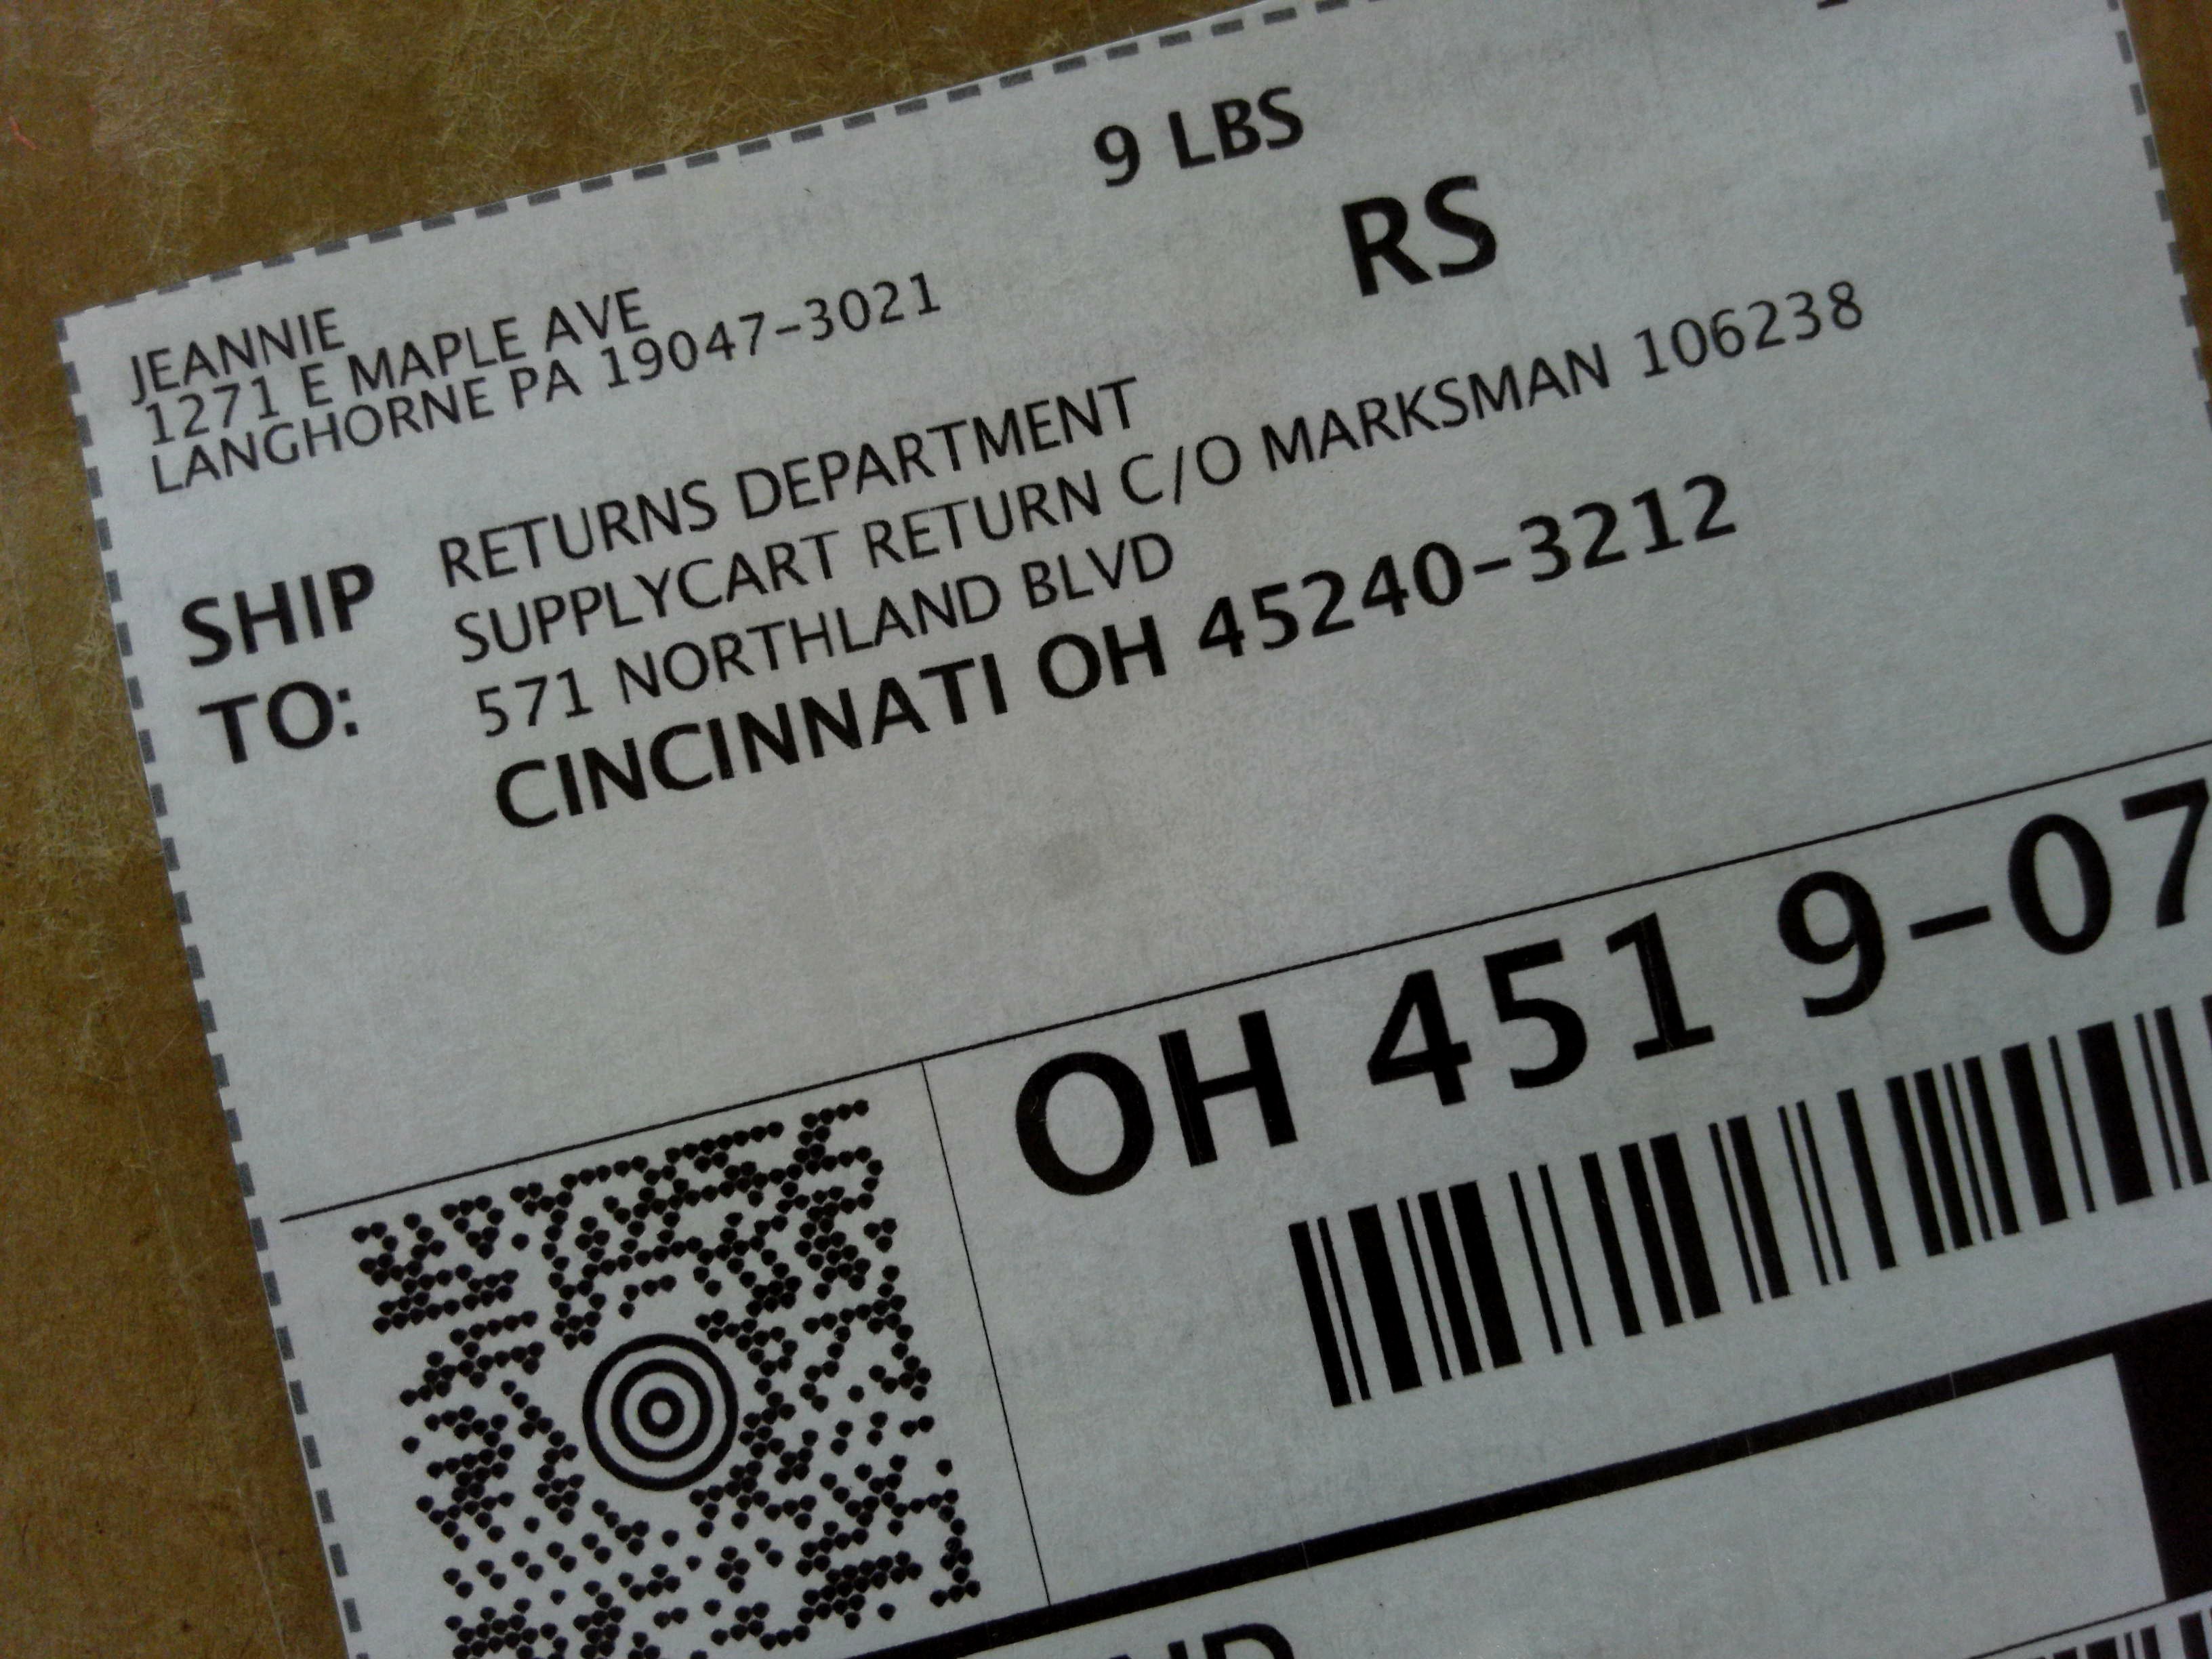 9 LBS
RS
JEANNIE
1271 E MAPLE AVE
LANGHORNE PA 19047-3021
SHIP
TO:
RETURNS DEPARTMENT
SUPPLYCART RETURN C/O MARKSMAN 106238
571 NORTHLAND BLVD
CINCINNATI OH 45240-3212
OH 451 9-07